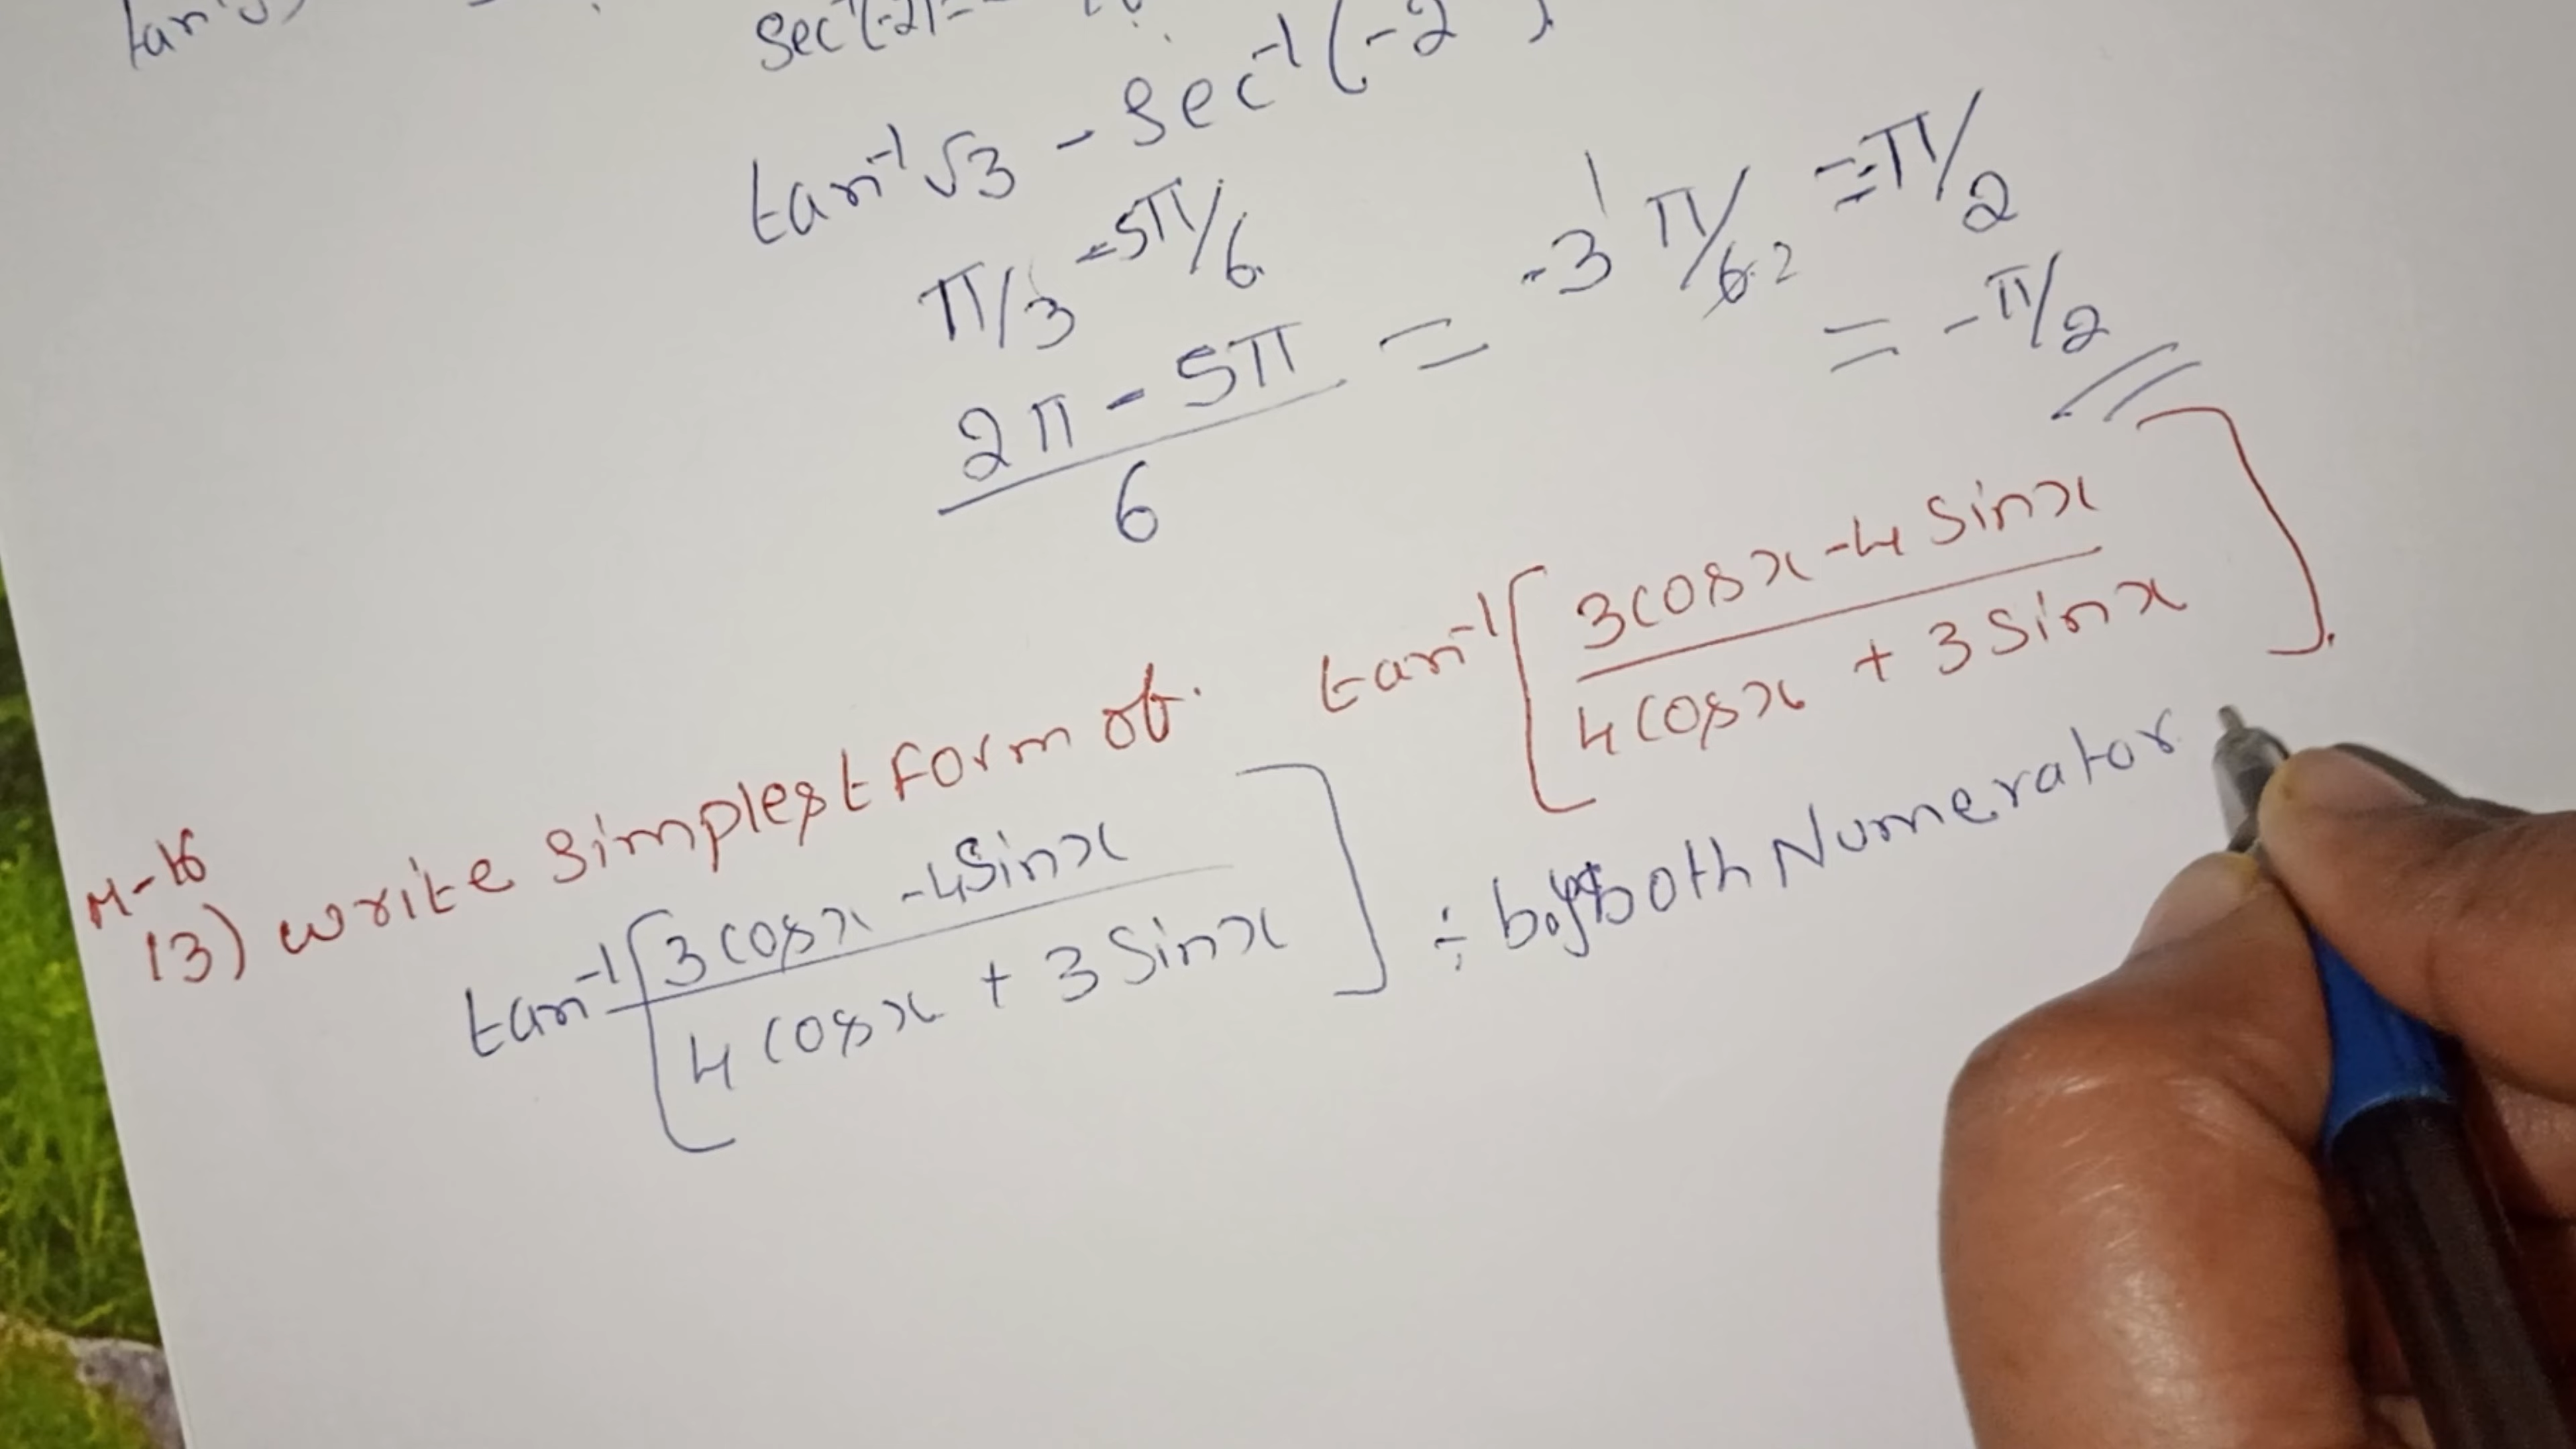 sec⁻¹(-2) =
tan⁻¹√3 - sec⁻¹(-2)
π/3 - 5π/6
2π - 5π / 6 = -3π/6 2 = -π/2
= -π/2
M-16
13) write simplest form of. tan⁻¹[3cosx - 4sinx / 4cosx + 3sinx].
tan⁻¹[3cosx - 4sinx / 4cosx + 3sinx] ÷ both Numerator